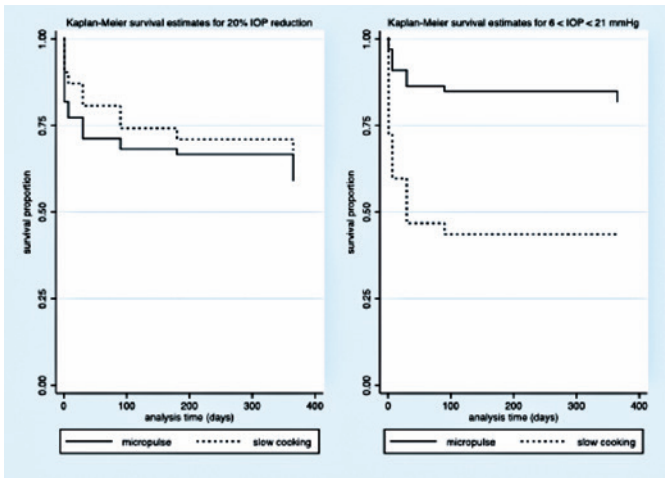 Kaplan-Meier survival estimates for 20% IOP reduction
survival proportion
1.00
0.75
0.50
0.25
0.00
0 100 200 300 400
analysis time (days)
micropulse slow cooking
Kaplan-Meier survival estimates for 6 < IOP < 21 mmHg
survival proportion
1.00
0.75
0.50
0.25
0.00
0 100 200 300 400
analysis time (days)
micropulse slow cooking